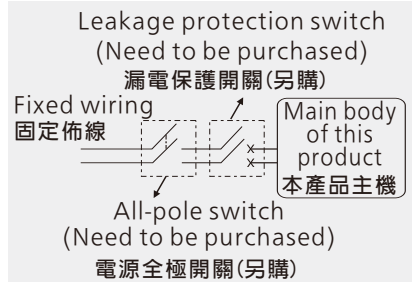 Leakage protection switch
(Need to be purchased)
漏電保護開關(另購)
Fixed wiring
固定佈線
Main body
of this
product
本產品主機
All-pole switch
(Need to be purchased)
電源全極開關(另購)